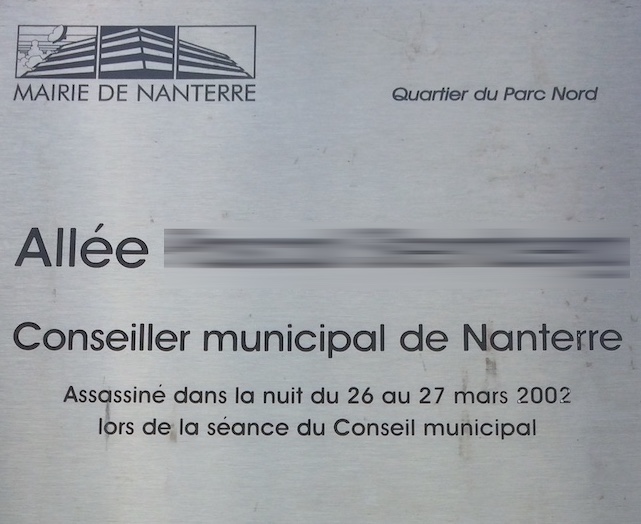 MAIRIE DE NANTERRE
Quartier du Parc Nord
Allée
Conseiller municipal de Nanterre
Assassiné dans la nuit du 26 au 27 mars 2002
lors de la séance du Conseil municipal